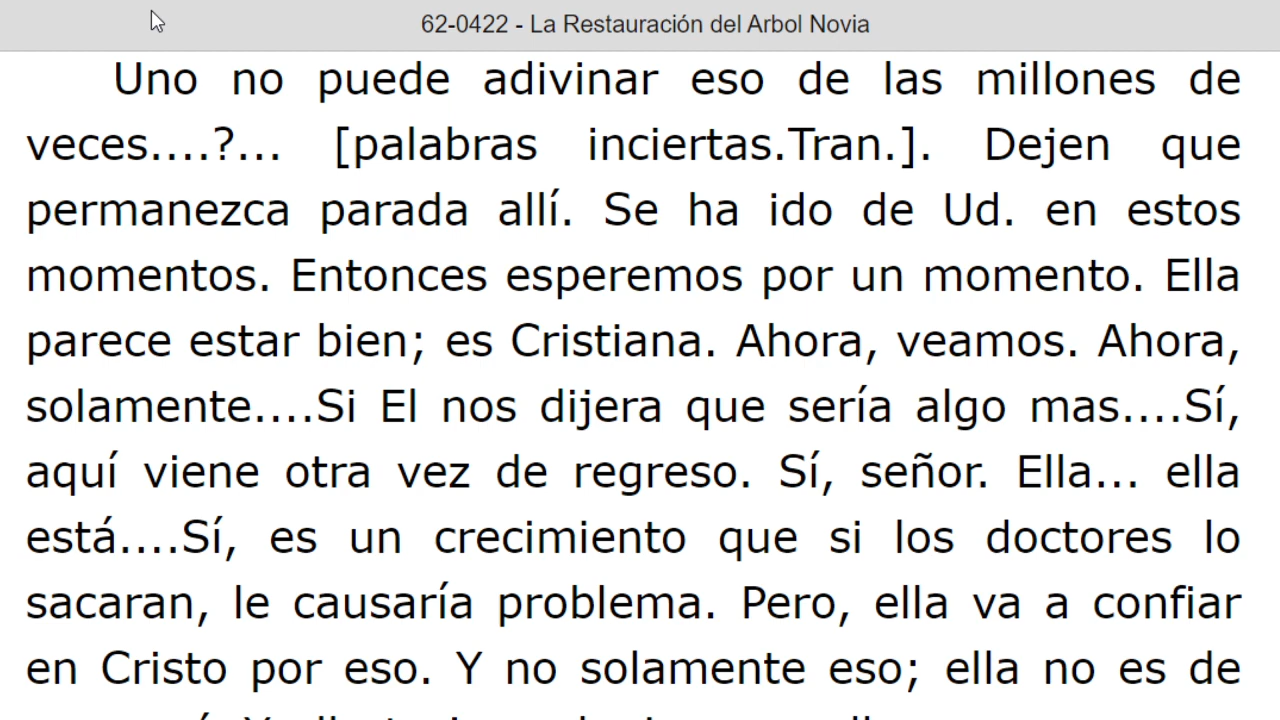 62-0422 - La Restauración del Arbol Novia
Uno no puede adivinar eso de las millones de
veces....?... [palabras inciertas.Tran.]. Dejen que
permanezca parada allí. Se ha ido de Ud. en estos
momentos. Entonces esperemos por un momento. Ella
parece estar bien; es Cristiana. Ahora, veamos. Ahora,
solamente....Si El nos dijera que sería algo mas....Sí,
aquí viene otra vez de regreso. Sí, señor. Ella... ella
está....Sí, es un crecimiento que si los doctores lo
sacaran, le causaría problema. Pero, ella va a confiar
en Cristo por eso. Y no solamente eso; ella no es de